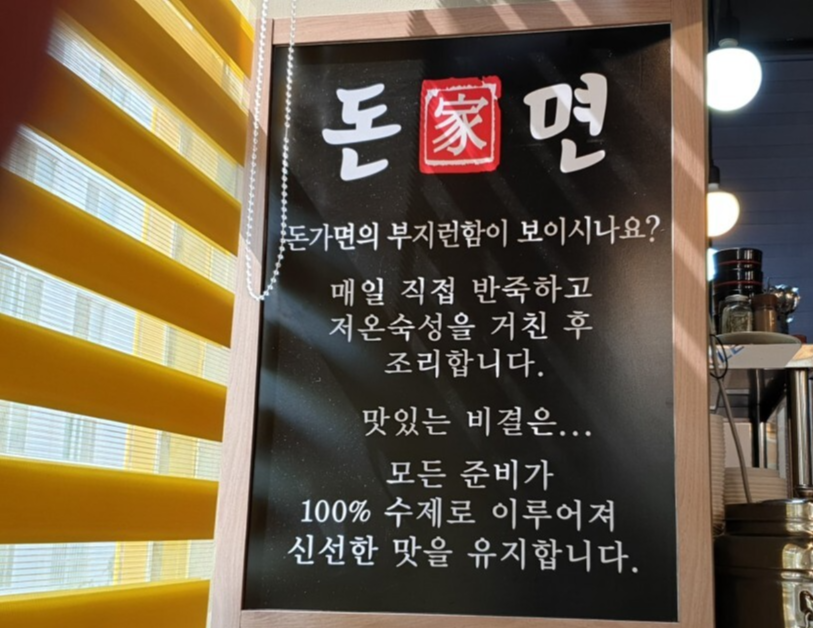 돈 家 면
돈가면의 부지런함이 보이시나요?
매일 직접 반죽하고
저온숙성을 거친 후
조리합니다.
맛있는 비결은...
모든 준비가
100% 수제로 이루어져
신선한 맛을 유지합니다.